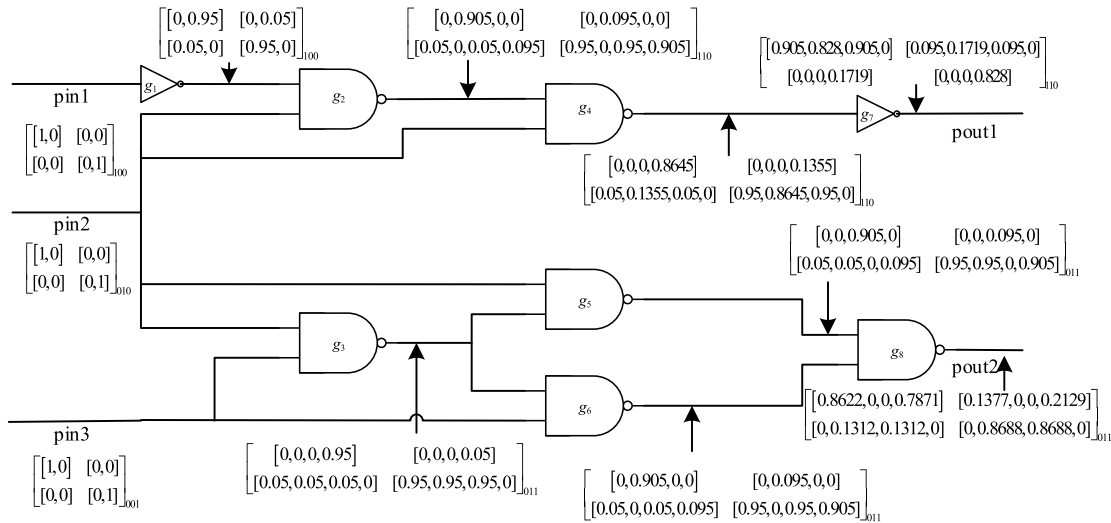 [[0,0.95] [0,0.05]
[0.05,0] [0.95,0]]100
[[0,0.905,0,0] [0,0.095,0,0]
[0.05,0,0.05,0.095] [0.95,0,0.95,0.905]]110
[[0.905,0.828,0.905,0] [0.095,0.1719,0.095,0]
[0,0,0,0.1719] [0,0,0,0.828]]110
g1
g2
g4
g7
pin1
pout1
[[1,0] [0,0]
[0,0] [0,1]]100
[[0,0,0,0.8645] [0,0,0,0.1355]
[0.05,0.1355,0.05,0] [0.95,0.8645,0.95,0]]110
pin2
[[1,0] [0,0]
[0,0] [0,1]]010
[[0,0,0.905,0] [0,0,0.095,0]
[0.05,0.05,0,0.095] [0.95,0.95,0,0.905]]011
g5
g3
g8
pout2
g6
[[0.8622,0,0,0.7871] [0.1377,0,0,0.2129]
[0,0.1312,0.1312,0] [0,0.8688,0.8688,0]]011
pin3
[[1,0] [0,0]
[0,0] [0,1]]001
[[0,0,0,0.95] [0,0,0,0.05]
[0.05,0.05,0.05,0] [0.95,0.95,0.95,0]]011
[[0,0.905,0,0] [0,0.095,0,0]
[0.05,0,0.05,0.095] [0.95,0,0.95,0.905]]011